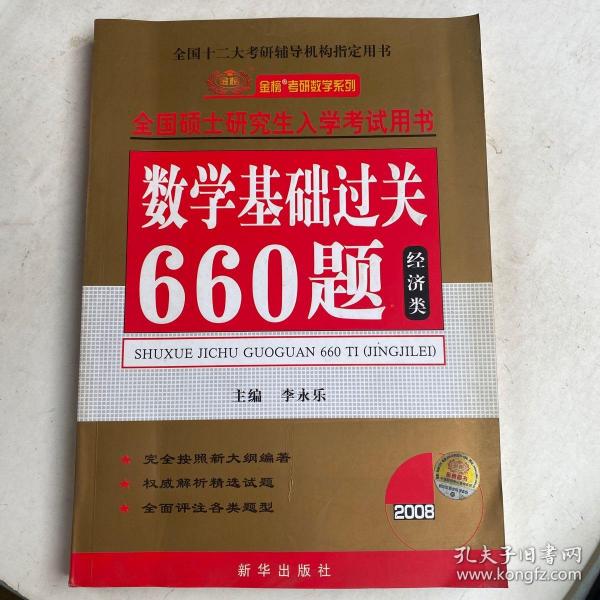 全国十二大考研辅导机构指定用书
金榜
金榜®考研数学系列
全国硕士研究生入学考试用书
数学基础过关
660题
经济类
SHUXUE JICHU GUOGUAN 660 TI (JINGJILEI)
主编 李永乐
★ 完全按照新大纲编著
★ 权威解析精选试题
★ 全面评注各类题型
2008
新华出版社
孔夫子旧书网
www.kongfz.com